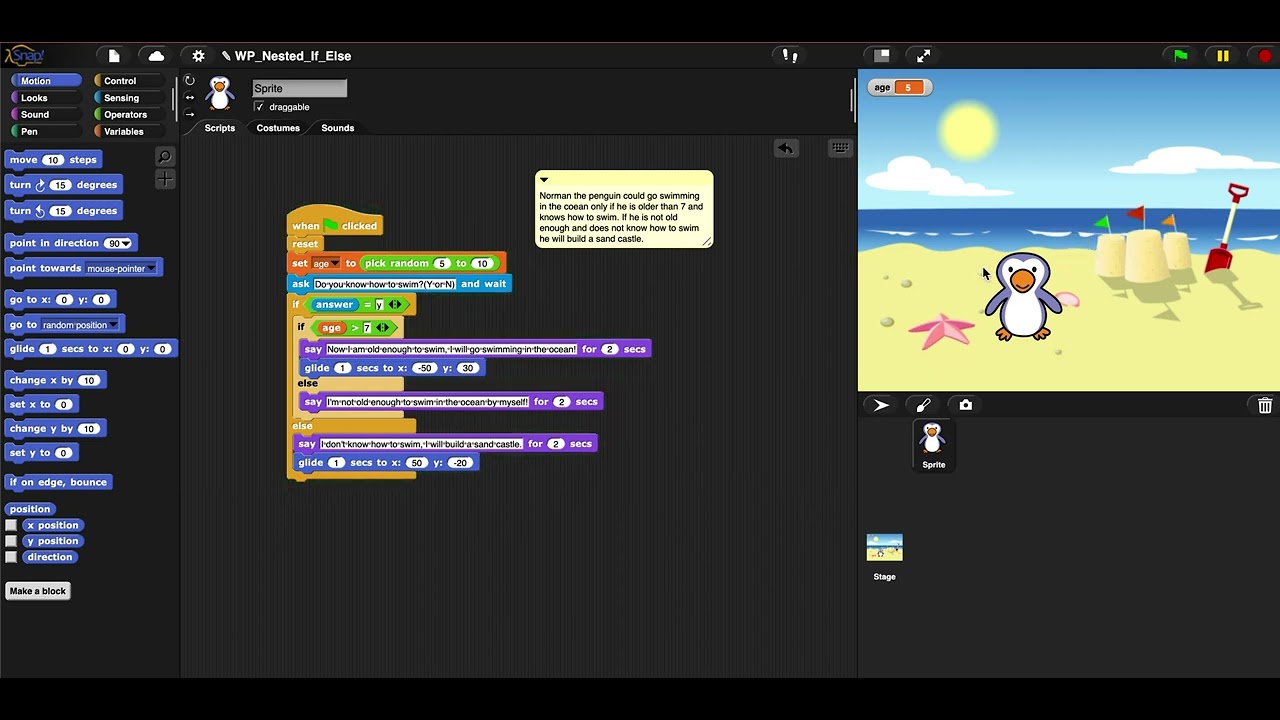 Snap!
WP_Nested_If_Else
Motion
Control
Looks
Sensing
Sound
Operators
Pen
Variables
Sprite
draggable
Scripts
Costumes
Sounds
move 10 steps
turn 15 degrees
turn 15 degrees
point in direction 90
point towards mouse-pointer
go to x: 0 y: 0
go to random position
glide 1 secs to x: 0 y: 0
change x by 10
set x to 0
change y by 10
set y to 0
if on edge, bounce
position
x position
y position
direction
Make a block
when clicked
reset
set age to pick random 5 to 10
ask Do·you·know·how·to·swim?(Y·or·N) and wait
if answer = y
if age > 7
say Now·I·am·old·enough·to·swim,·I·will·go·swimming·in·the·ocean! for 2 secs
glide 1 secs to x: -50 y: 30
else
say I'm·not·old·enough·to·swim·in·the·ocean·by·myself! for 2 secs
else
say I·don't·know·how·to·swim,·I·will·build·a·sand·castle. for 2 secs
glide 1 secs to x: 50 y: -20
Norman the penguin could go swimming
in the ocean only if he is older than 7 and
knows how to swim. If he is not old
enough and does not know how to swim
he will build a sand castle.
age 5
Sprite
Stage